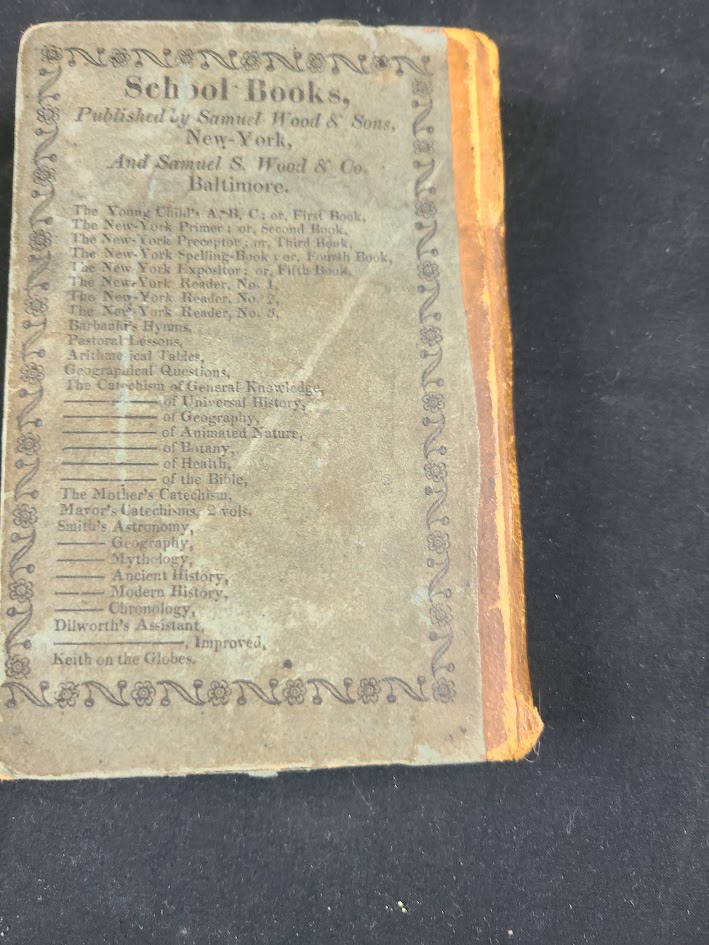 School Books,
Published by Samuel Wood & Sons,
New-York,
And Samuel S. Wood & Co.
Baltimore.
The Young Child's A, B, C; or, First Book,
The New-York Primer; or, Second Book,
The New-York Preceptor; or, Third Book,
The New-York Spelling-Book; or, Fourth Book,
The New York Expositor; or, Fifth Book,
The New-York Reader, No. 1,
The New-York Reader, No. 2,
The New-York Reader, No. 3,
Barbauld's Hymns,
Pastoral Lessons,
Arithmetical Tables,
Geographical Questions,
The Catechism of General Knowledge,
———— of Universal History,
———— of Geography,
———— of Animated Nature,
———— of Botany,
———— of Health,
———— of the Bible,
The Mother's Catechism,
Mavor's Catechisms, 2 vols.
Smith's Astronomy,
—— Geography,
—— Mythology,
—— Ancient History,
—— Modern History,
—— Chronology,
Dilworth's Assistant,
——————, Improved,
Keith on the Globes.